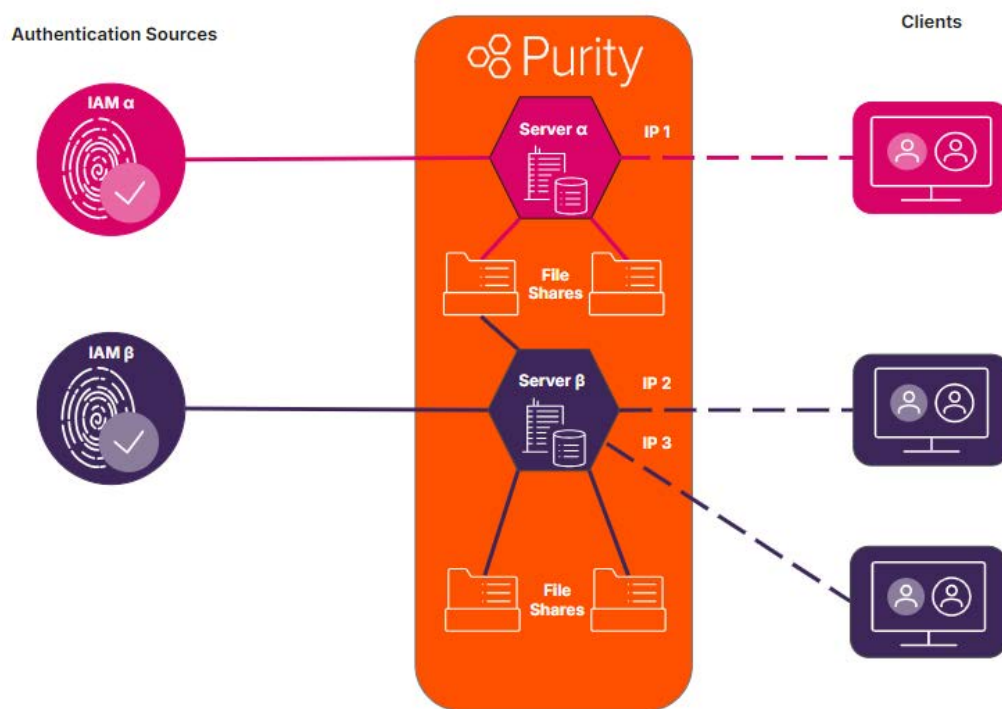 Authentication Sources
Clients
Purity
IAM α
Server α
IP 1
File
Shares
IAM β
Server β
IP 2
IP 3
File
Shares